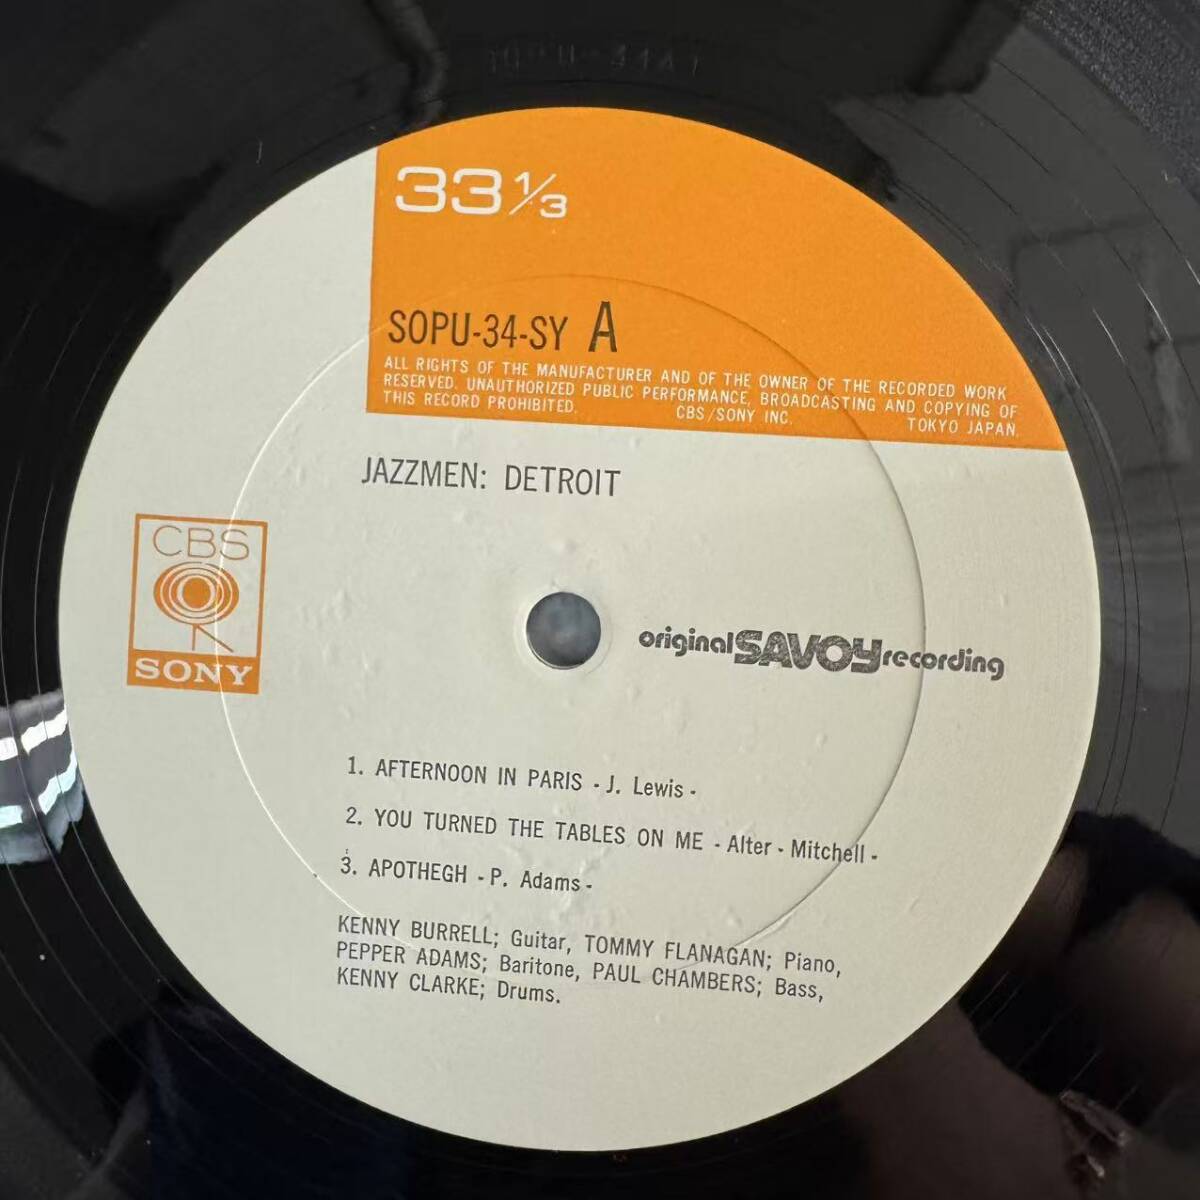 33 1/3
SOPU-34-SY A
ALL RIGHTS OF THE MANUFACTURER AND OF THE OWNER OF THE RECORDED WORK
RESERVED. UNAUTHORIZED PUBLIC PERFORMANCE, BROADCASTING AND COPYING OF
THIS RECORD PROHIBITED. CBS/SONY INC. TOKYO JAPAN.
JAZZMEN: DETROIT
CBS
SONY
original SAVOY recording
1. AFTERNOON IN PARIS - J. Lewis -
2. YOU TURNED THE TABLES ON ME - Alter - Mitchell -
3. APOTHEGH - P. Adams -
KENNY BURRELL; Guitar, TOMMY FLANAGAN; Piano,
PEPPER ADAMS; Baritone, PAUL CHAMBERS; Bass,
KENNY CLARKE; Drums.